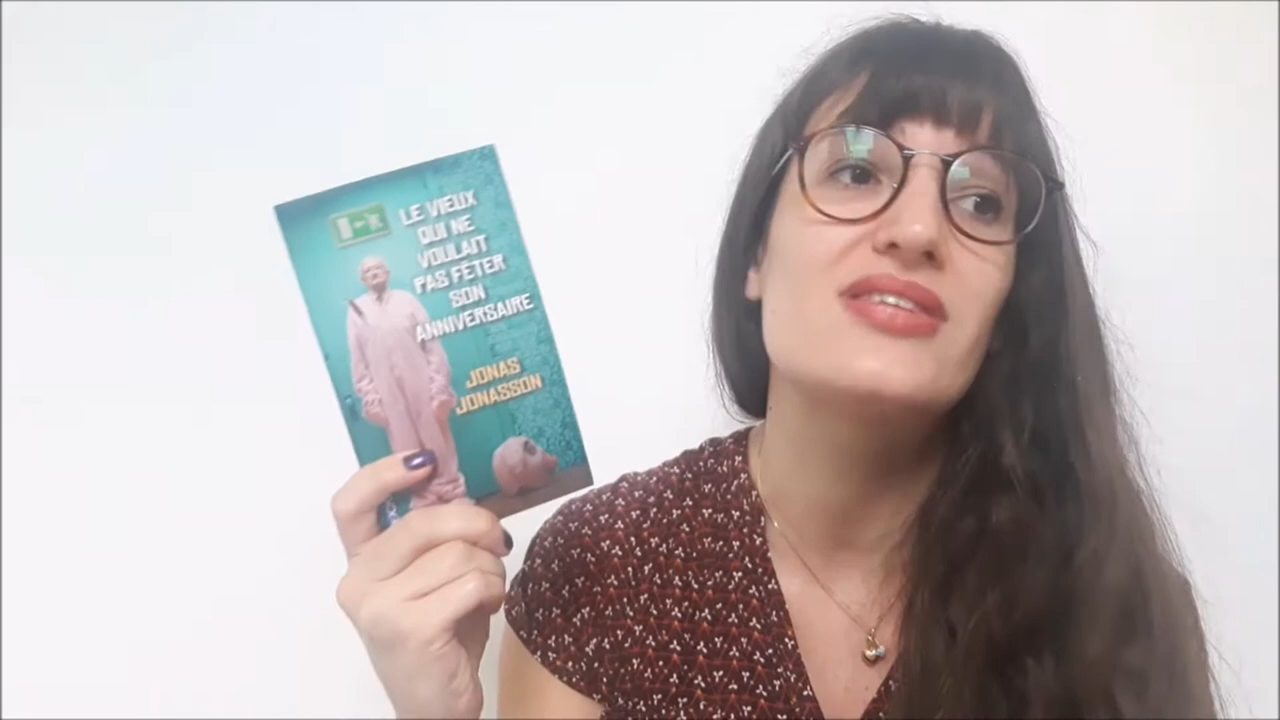 LE VIEUX
QUI NE
VOULAIT
PAS FÊTER
SON
ANNIVERSAIRE
JONAS
JONASSON